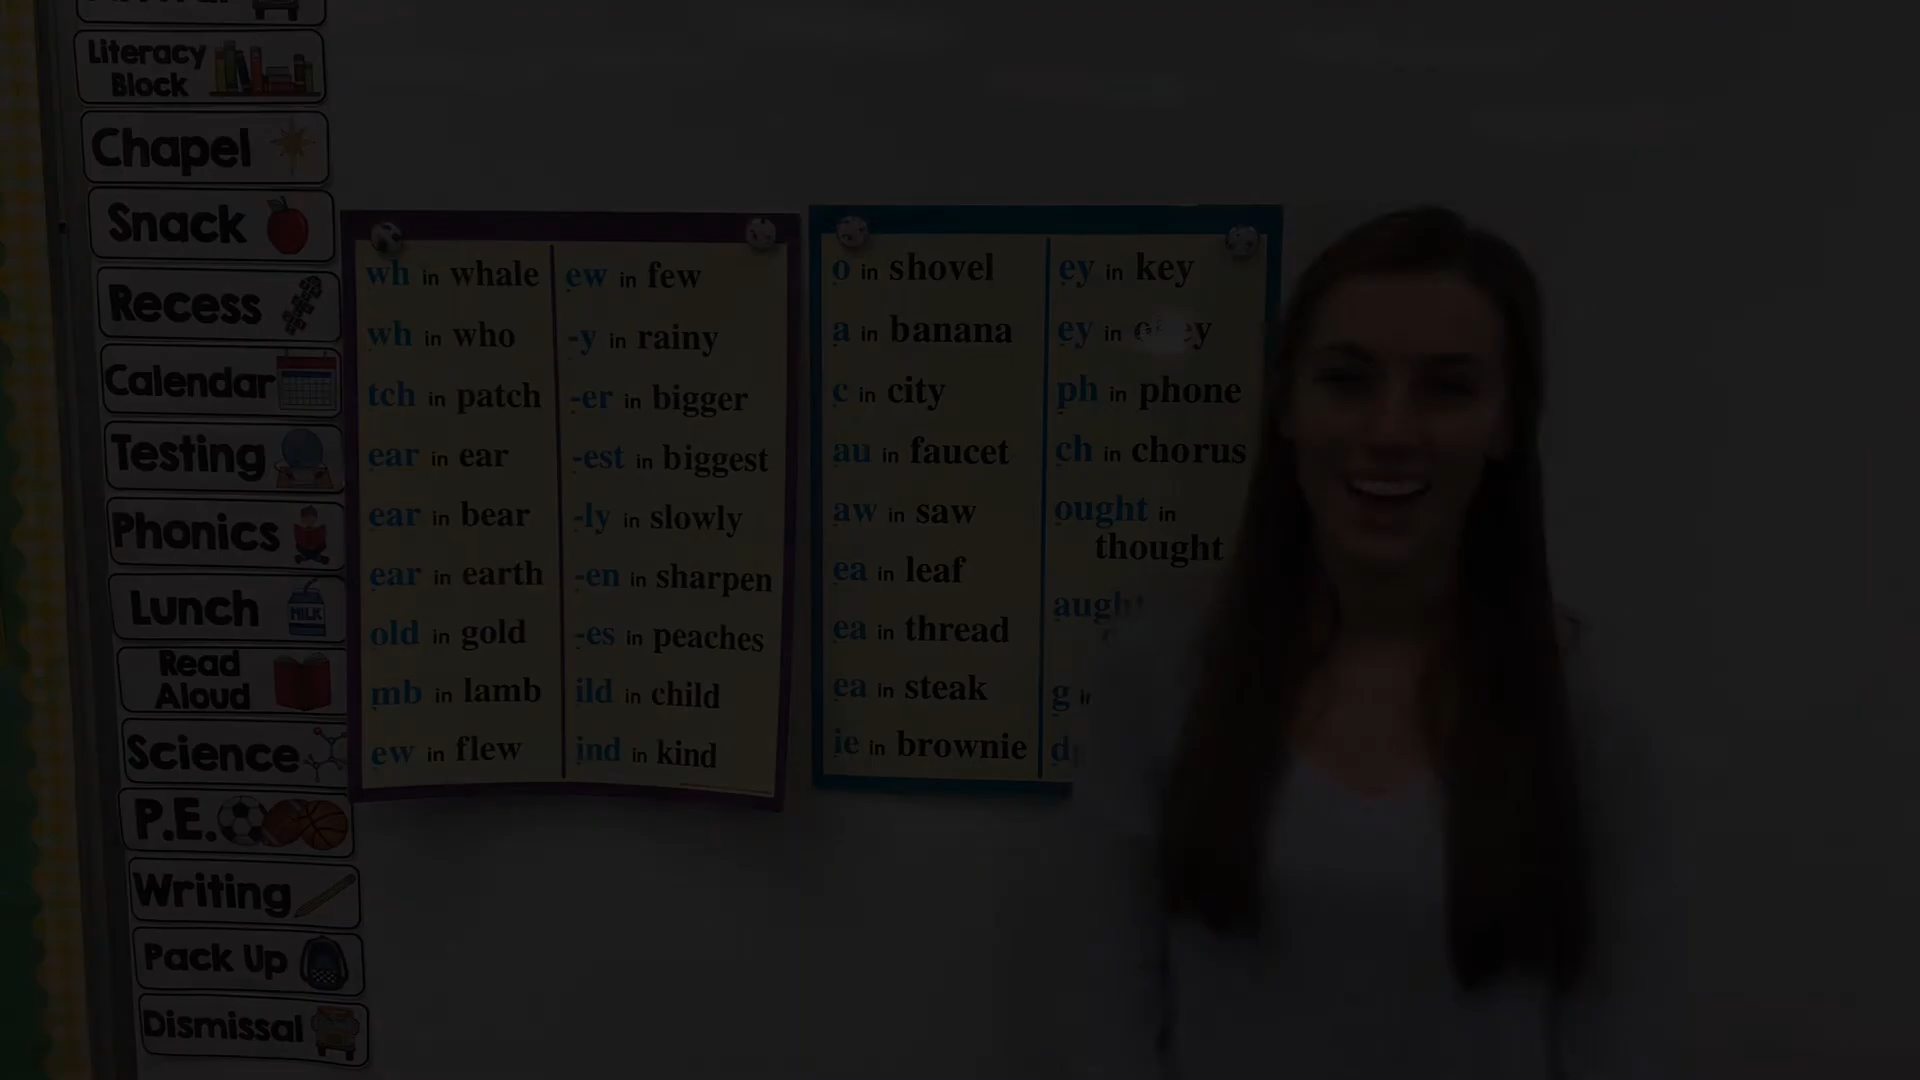 Literacy
Block
Chapel
Snack
Recess
Calendar
Testing
Phonics
Lunch
MILK
Read
Aloud
Science
P.E.
Writing
Pack Up
Dismissal
wh in whale
wh in who
tch in patch
ear in ear
ear in bear
ear in earth
old in gold
mb in lamb
ew in flew
ew in few
-y in rainy
-er in bigger
-est in biggest
-ly in slowly
-en in sharpen
-es in peaches
ild in child
ind in kind
o in shovel
a in banana
c in city
au in faucet
aw in saw
ea in leaf
ea in thread
ea in steak
ie in brownie
ey in key
ey in
ph in phone
ch in chorus
ought in
thought
aught
g in